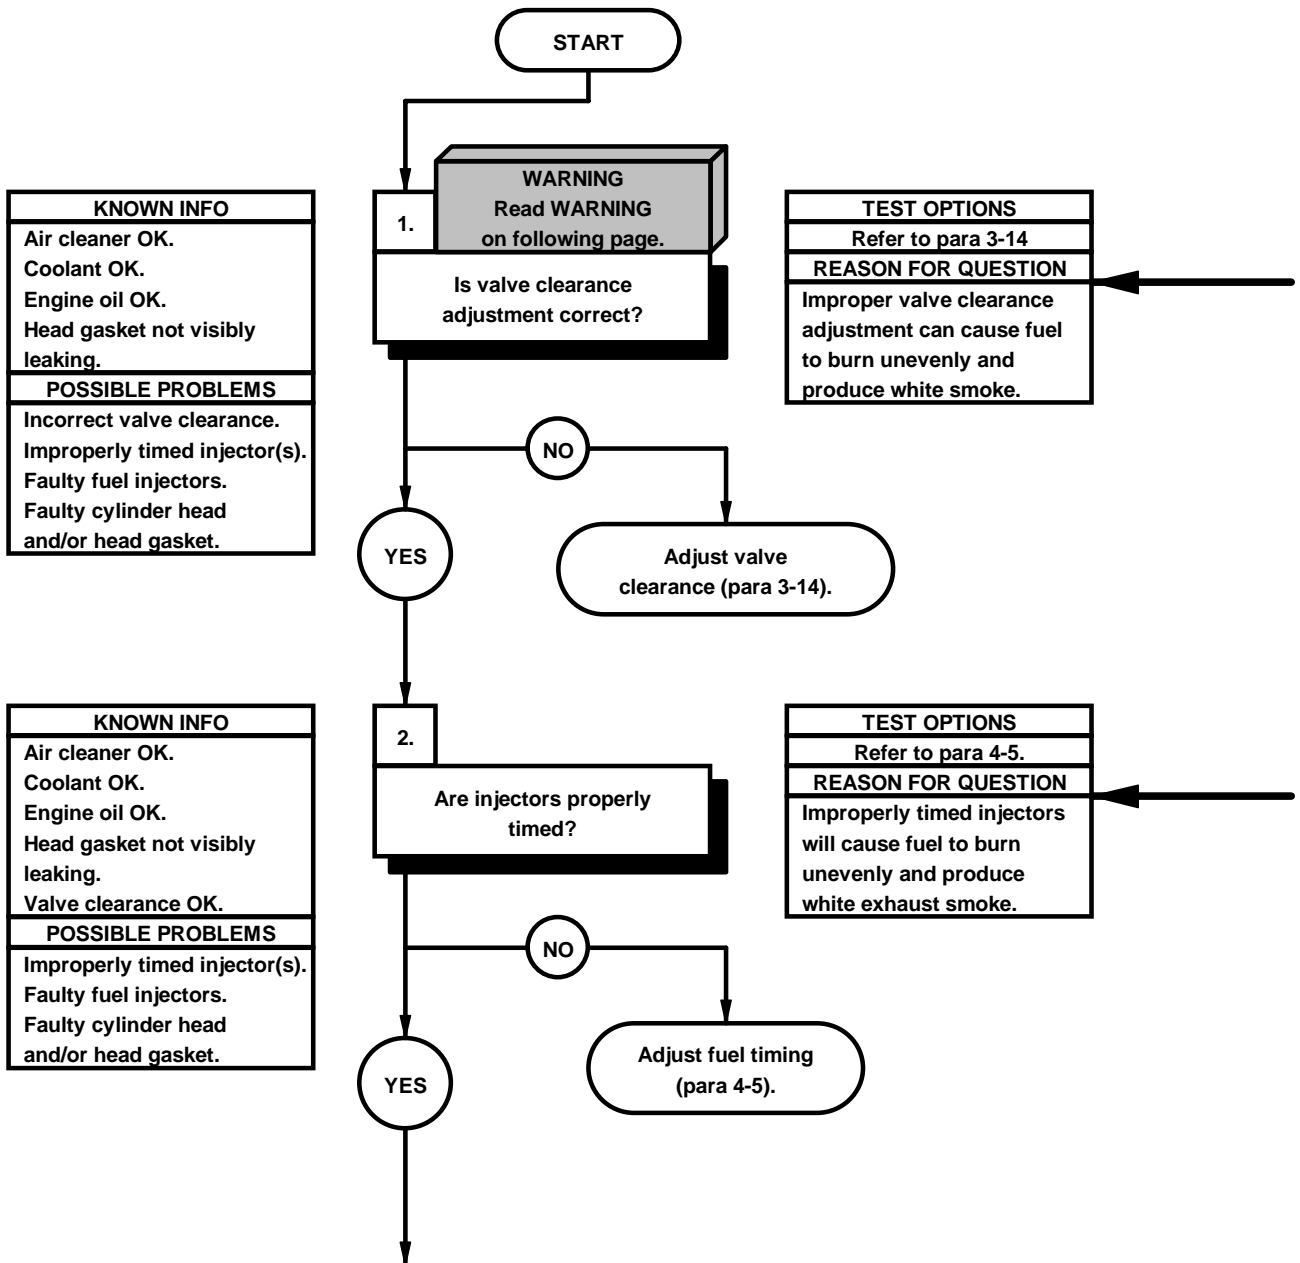 START
KNOWN INFO
Air cleaner OK.
Coolant OK.
Engine oil OK.
Head gasket not visibly
leaking.
POSSIBLE PROBLEMS
Incorrect valve clearance.
Improperly timed injector(s).
Faulty fuel injectors.
Faulty cylinder head
and/or head gasket.
1.
WARNING
Read WARNING
on following page.
Is valve clearance
adjustment correct?
TEST OPTIONS
Refer to para 3-14
REASON FOR QUESTION
Improper valve clearance
adjustment can cause fuel
to burn unevenly and
produce white smoke.
NO
YES
Adjust valve
clearance (para 3-14).
KNOWN INFO
Air cleaner OK.
Coolant OK.
Engine oil OK.
Head gasket not visibly
leaking.
Valve clearance OK.
POSSIBLE PROBLEMS
Improperly timed injector(s).
Faulty fuel injectors.
Faulty cylinder head
and/or head gasket.
2.
Are injectors properly
timed?
TEST OPTIONS
Refer to para 4-5.
REASON FOR QUESTION
Improperly timed injectors
will cause fuel to burn
unevenly and produce
white exhaust smoke.
NO
YES
Adjust fuel timing
(para 4-5).